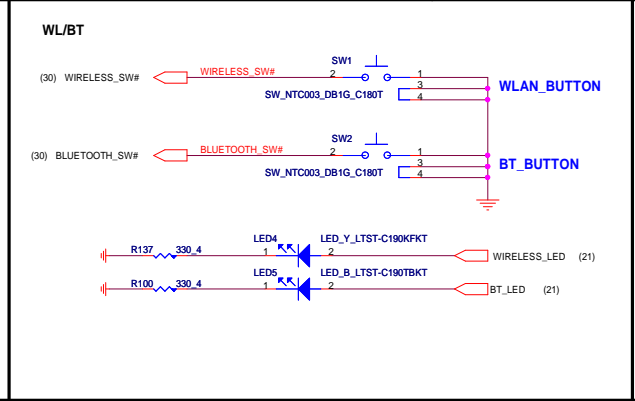 WL/BT
SW1
(30) WIRELESS_SW# WIRELESS_SW# 2 1
3
SW_NTC003_DB1G_C180T 4
WLAN_BUTTON
SW2
(30) BLUETOOTH_SW# BLUETOOTH_SW# 2 1
3
SW_NTC003_DB1G_C180T 4
BT_BUTTON
R137 330_4 LED4 1 LED_Y_LTST-C190KFKT 2 WIRELESS_LED (21)
R100 330_4 LED5 1 LED_B_LTST-C190TBKT 2 BT_LED (21)